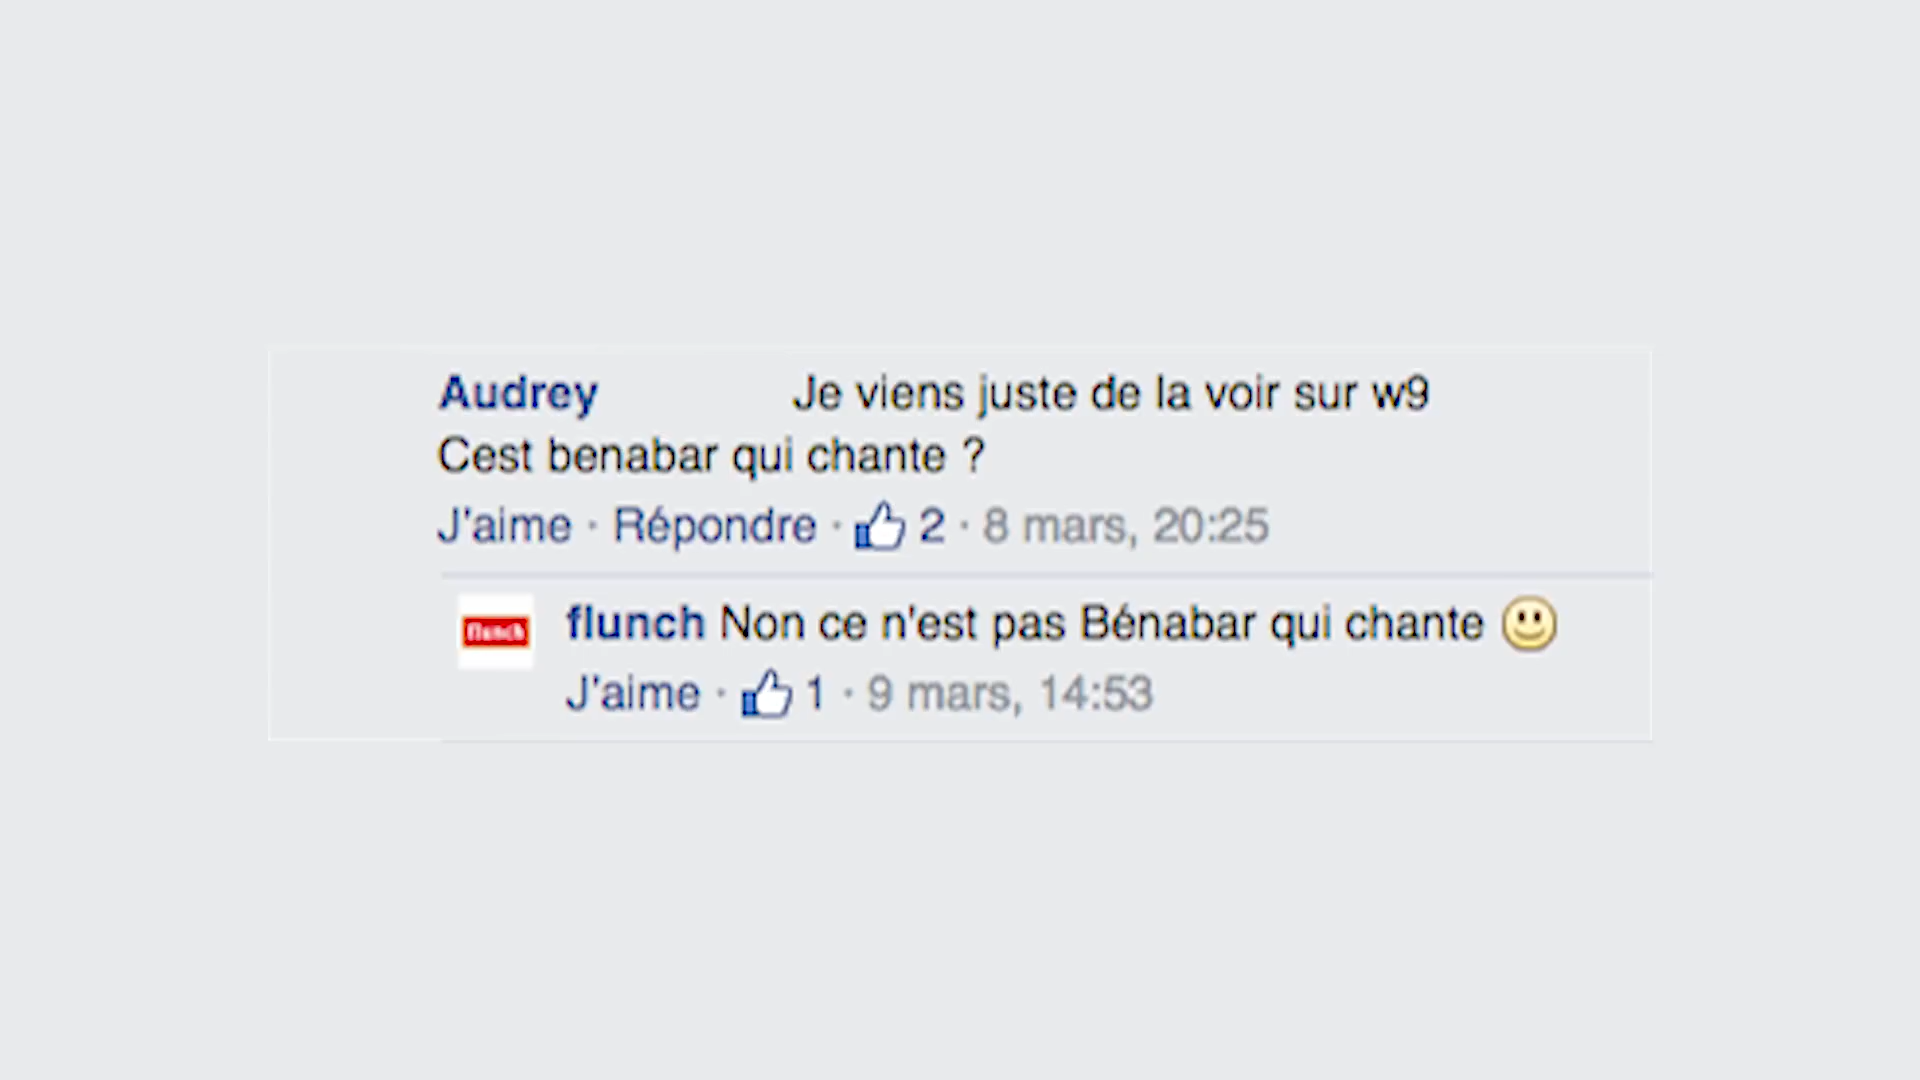 Audrey Je viens juste de la voir sur w9
Cest benabar qui chante ?
J'aime · Répondre · 2 · 8 mars, 20:25
flunch
flunch Non ce n'est pas Bénabar qui chante
J'aime · 1 · 9 mars, 14:53